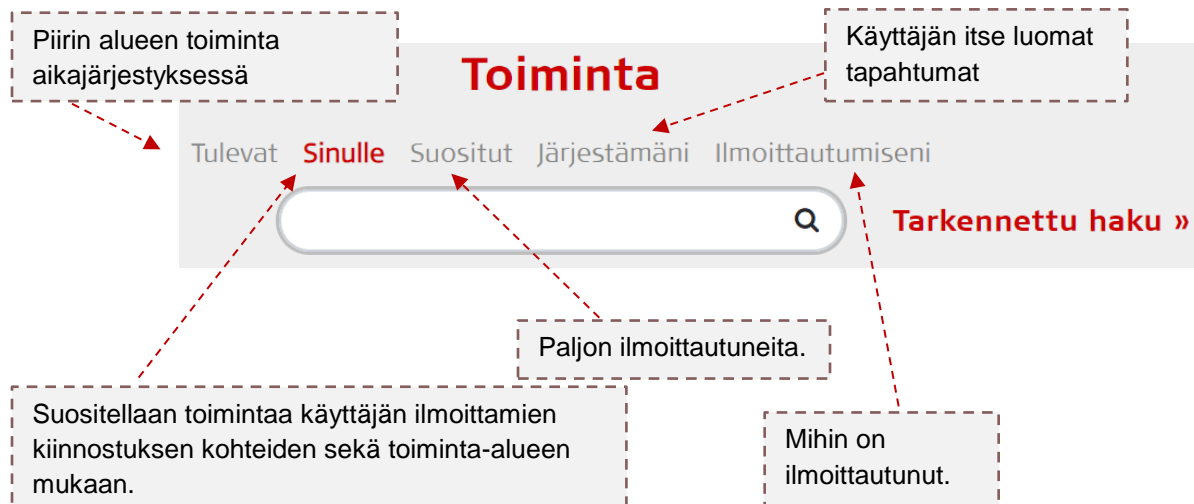 Piirin alueen toiminta
aikajärjestyksessä
Käyttäjän itse luomat
tapahtumat
Toiminta
Tulevat Sinulle Suositut Järjestämäni Ilmoittautumiseni
Tarkennettu haku »
Paljon ilmoittautuneita.
Suositellaan toimintaa käyttäjän ilmoittamien
kiinnostuksen kohteiden sekä toiminta-alueen
mukaan.
Mihin on
ilmoittautunut.